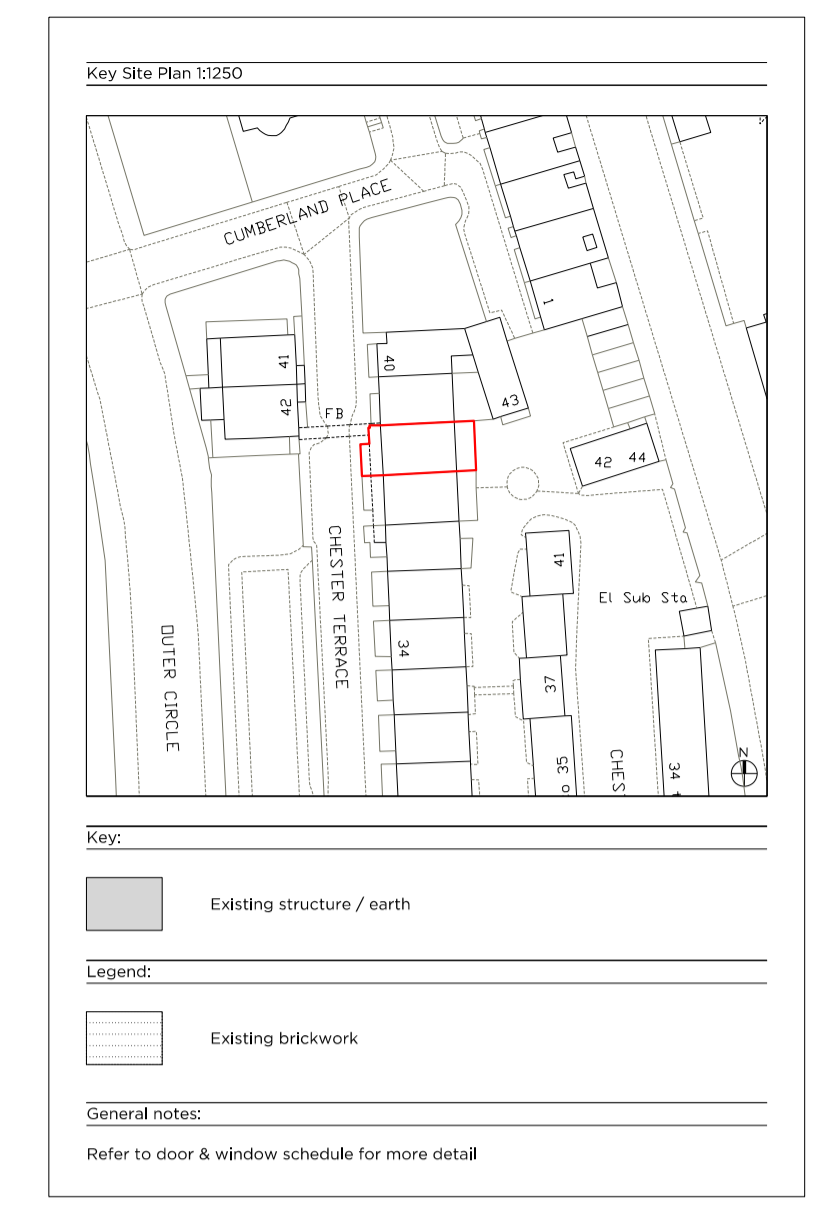 Key Site Plan 1:1250
CUMBERLAND PLACE
1
41
40
42
43
FB
42 44
CHESTER TERRACE
41
El Sub Sta
OUTER CIRCLE
34
37
35
CHES
34
N
Key:
Existing structure / earth
Legend:
Existing brickwork
General notes:
Refer to door & window schedule for more detail